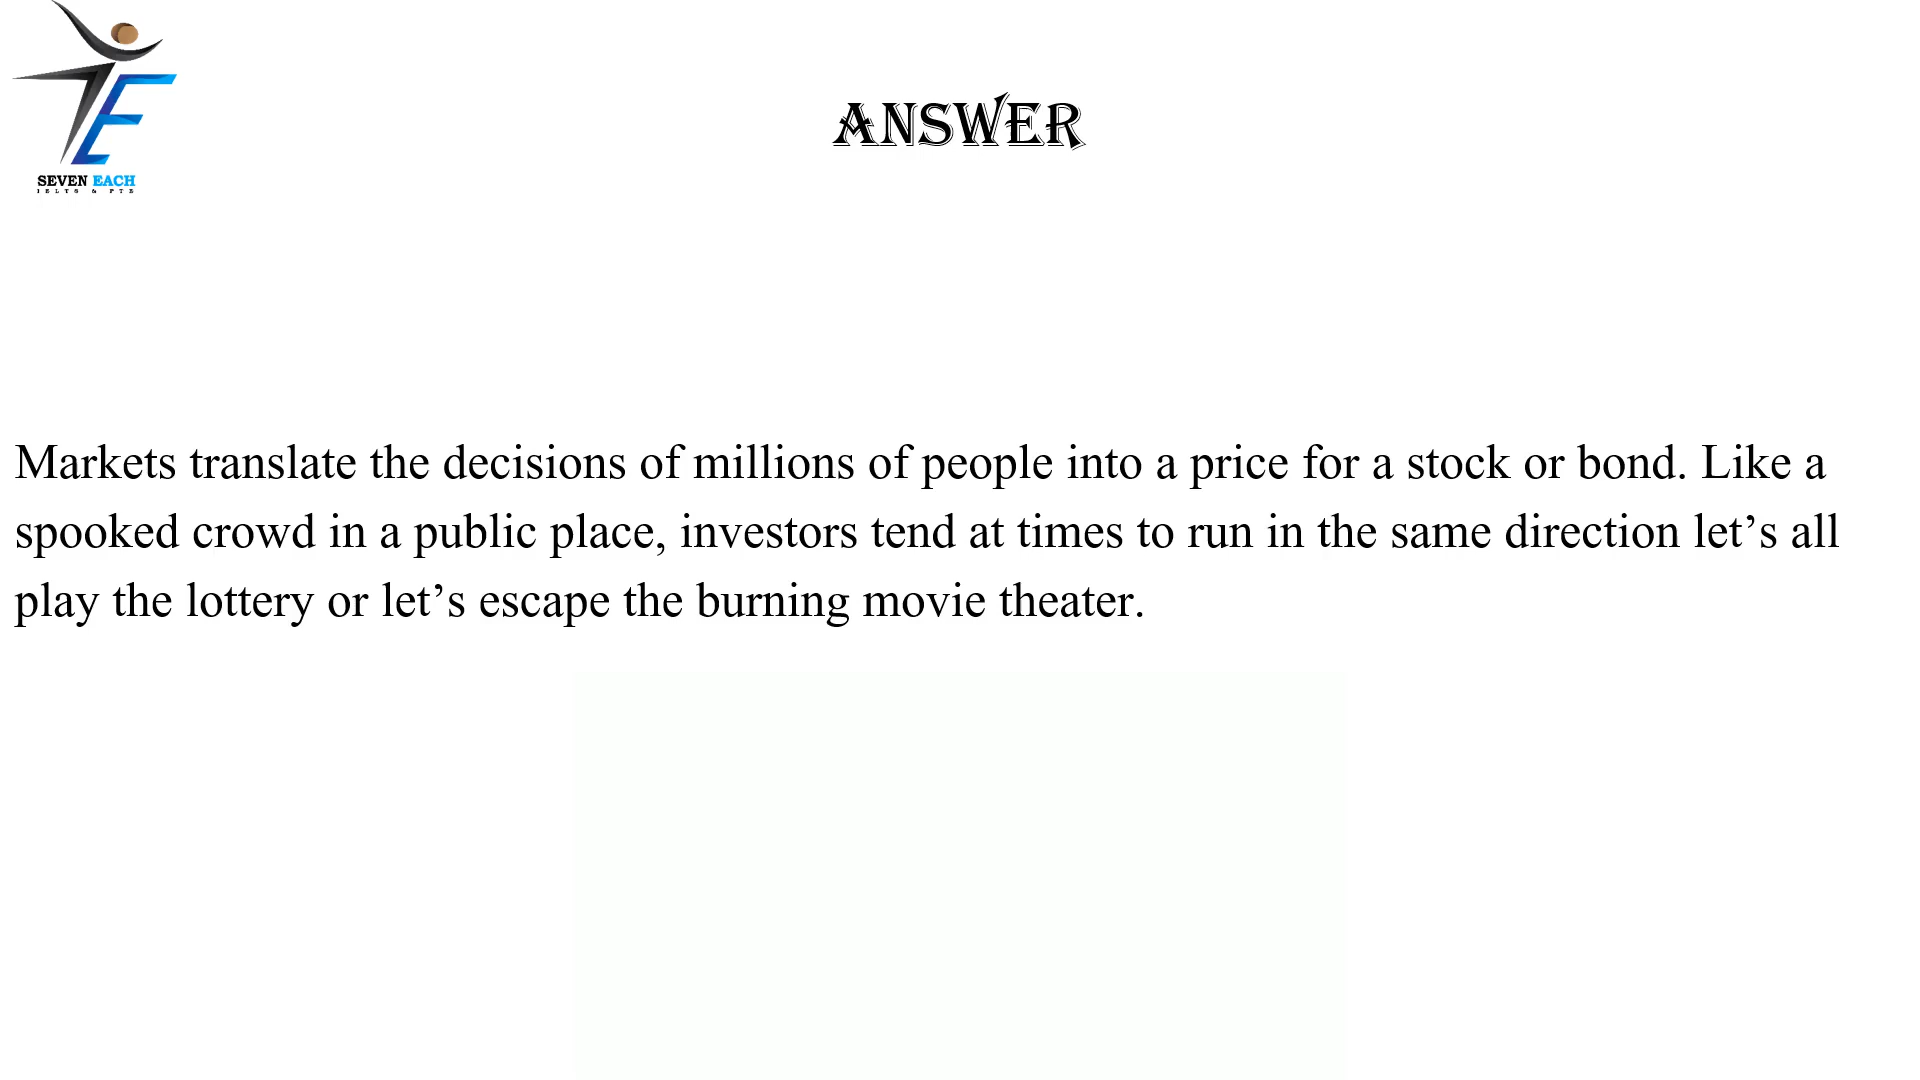 SEVEN EACH
IELTS & PTE
ANSWER
Markets translate the decisions of millions of people into a price for a stock or bond. Like a
spooked crowd in a public place, investors tend at times to run in the same direction let’s all
play the lottery or let’s escape the burning movie theater.